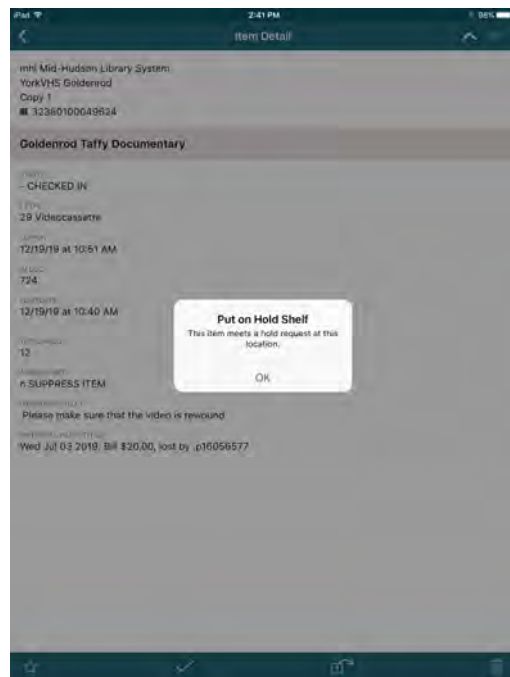 iPad
2:41 PM
Item Detail
mhl Mid-Hudson Library System
YorkVHS Goldenrod
Copy 1
32380100049624
Goldenrod Taffy Documentary
- CHECKED IN
29 Videocassette
12/19/19 at 10:51 AM
724
12/19/19 at 10:40 AM
12
n SUPPRESS ITEM
Please make sure that the video is rewound
Wed Jul 03 2019. Bill $20.00, lost by .p16056577
Put on Hold Shelf
This item meets a hold request at this
location.
OK